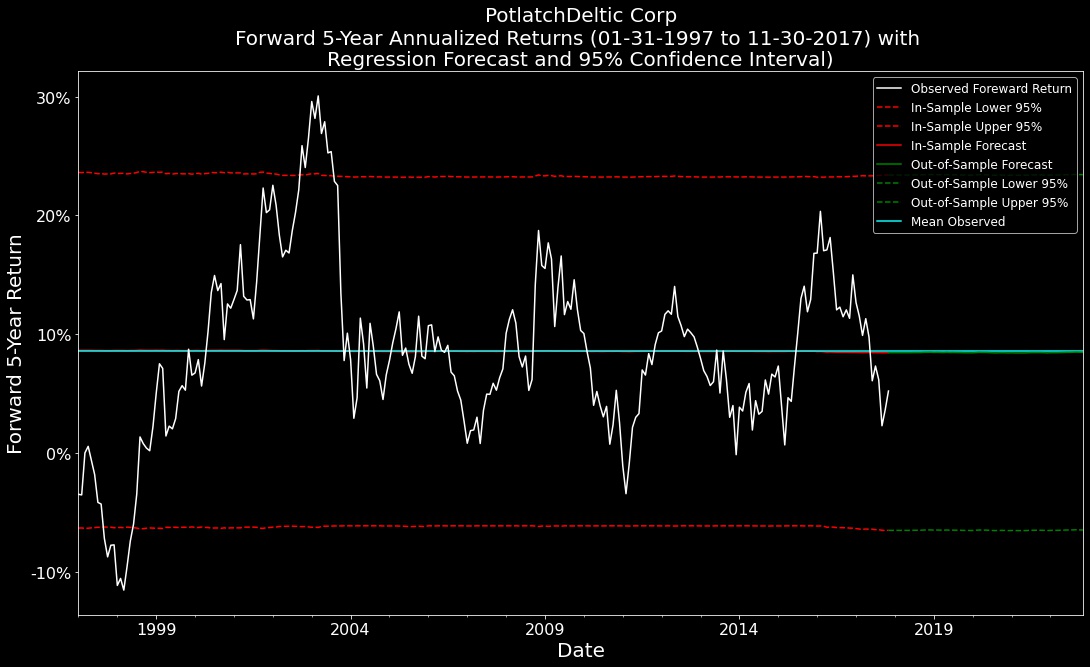 PotlatchDeltic Corp
Forward 5-Year Annualized Returns (01-31-1997 to 11-30-2017) with
Regression Forecast and 95% Confidence Interval)
Observed Foreward Return
In-Sample Lower 95%
In-Sample Upper 95%
In-Sample Forecast
Out-of-Sample Forecast
Out-of-Sample Lower 95%
Out-of-Sample Upper 95%
Mean Observed
Forward 5-Year Return
30%
20%
10%
0%
-10%
1999
2004
2009
2014
2019
Date